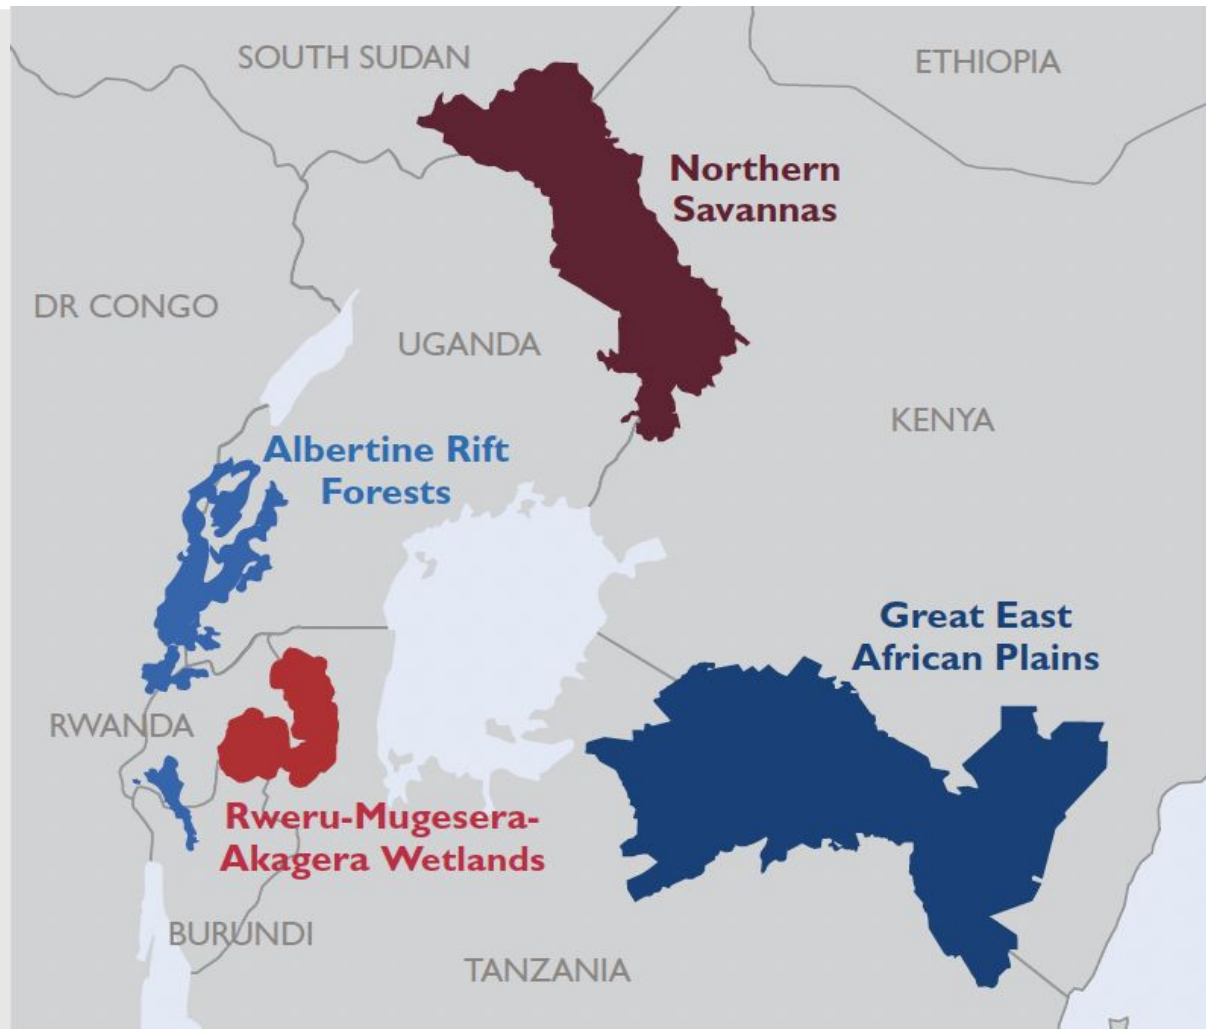 SOUTH SUDAN
ETHIOPIA
Northern
Savannas
DR CONGO
UGANDA
KENYA
Albertine Rift
Forests
Great East
African Plains
RWANDA
Rweru-Mugesera-
Akagera Wetlands
BURUNDI
TANZANIA